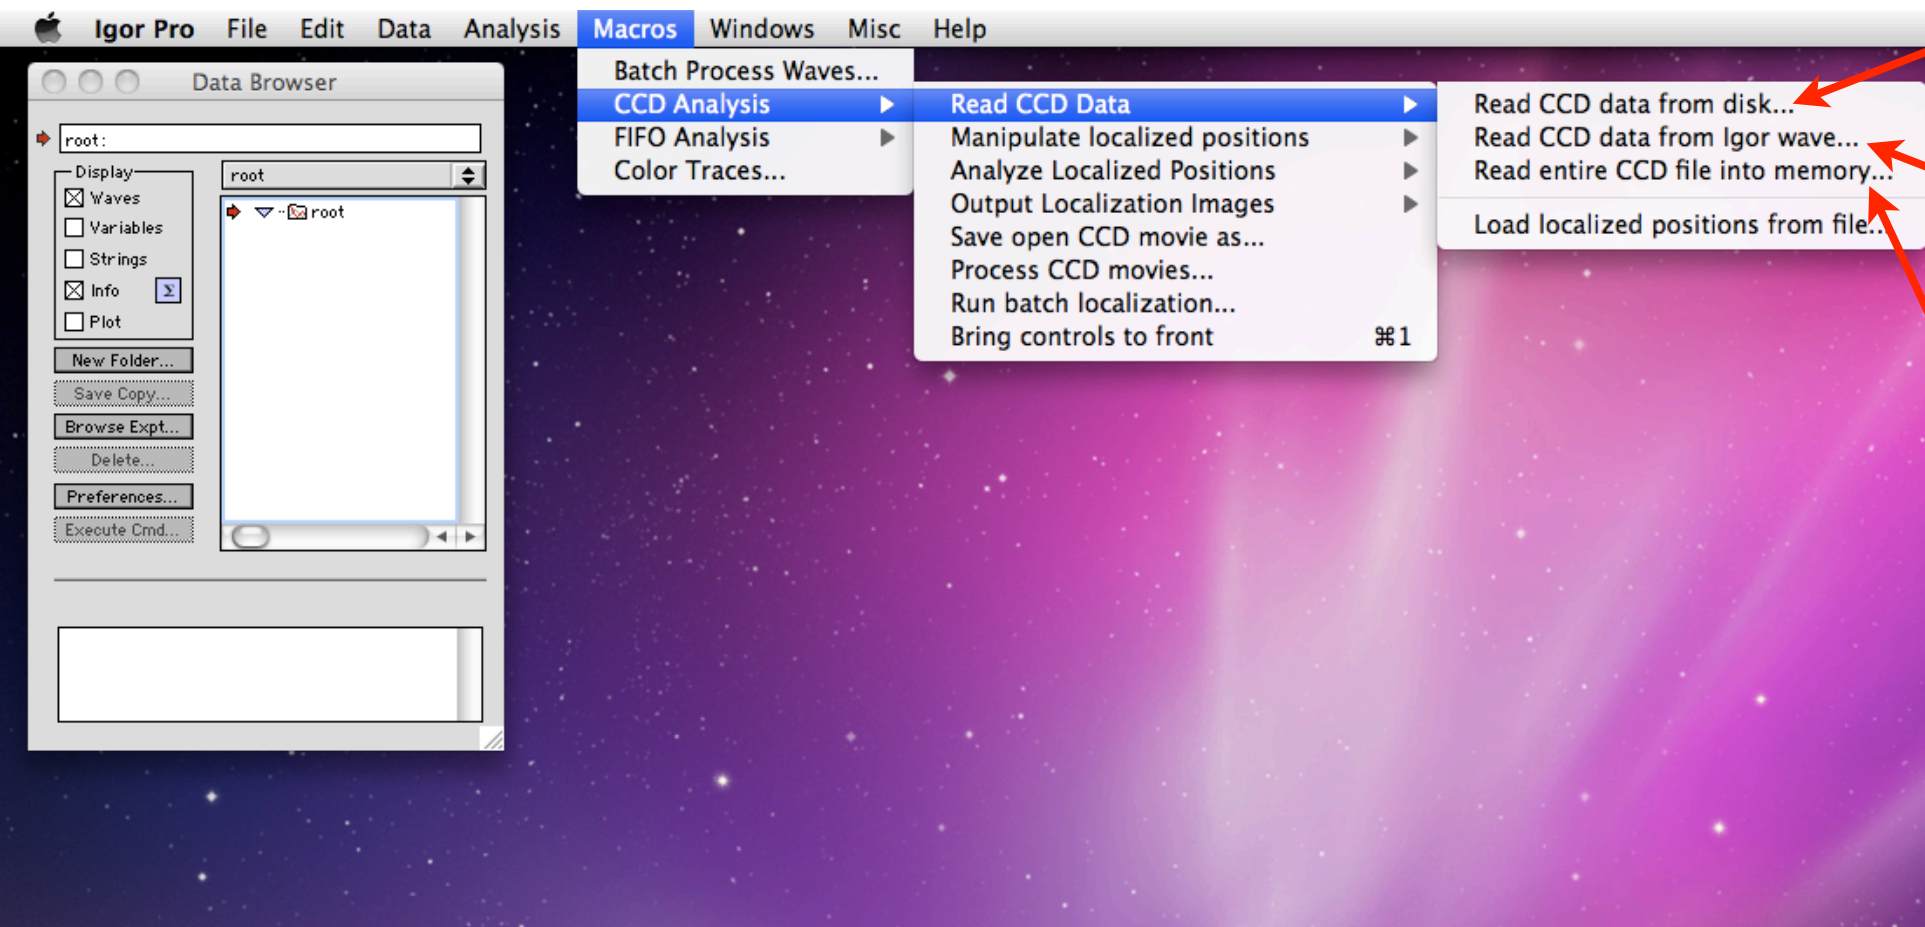 Igor Pro File Edit Data Analysis Macros Windows Misc Help
Data Browser
root:
Display
Waves
Variables
Strings
Info Σ
Plot
New Folder...
Save Copy...
Browse Expt...
Delete...
Preferences...
Execute Cmd...
root
root
Batch Process Waves...
CCD Analysis
FIFO Analysis
Color Traces...
Read CCD Data
Manipulate localized positions
Analyze Localized Positions
Output Localization Images
Save open CCD movie as...
Process CCD movies...
Run batch localization...
Bring controls to front ⌘1
Read CCD data from disk...
Read CCD data from Igor wave...
Read entire CCD file into memory...
Load localized positions from file...